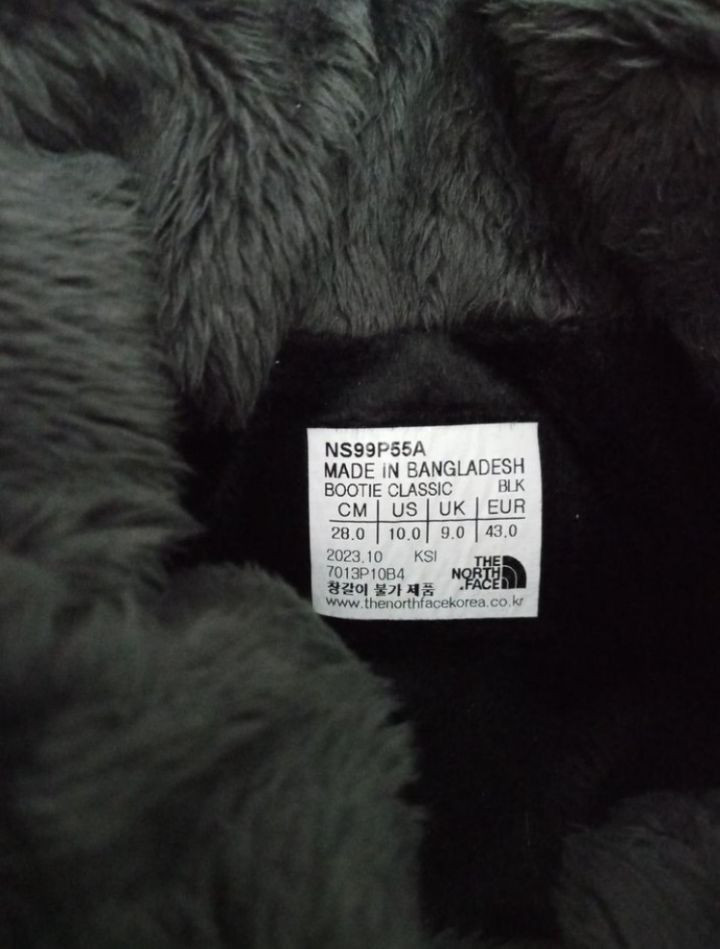 NS99P55A
MADE IN BANGLADESH
BOOTIE CLASSIC BLK
CM US UK EUR
28.0 10.0 9.0 43.0
2023.10 KSI
7013P10B4
창갈이 불가 제품
THE
NORTH
FACE
www.thenorthfacekorea.co.kr